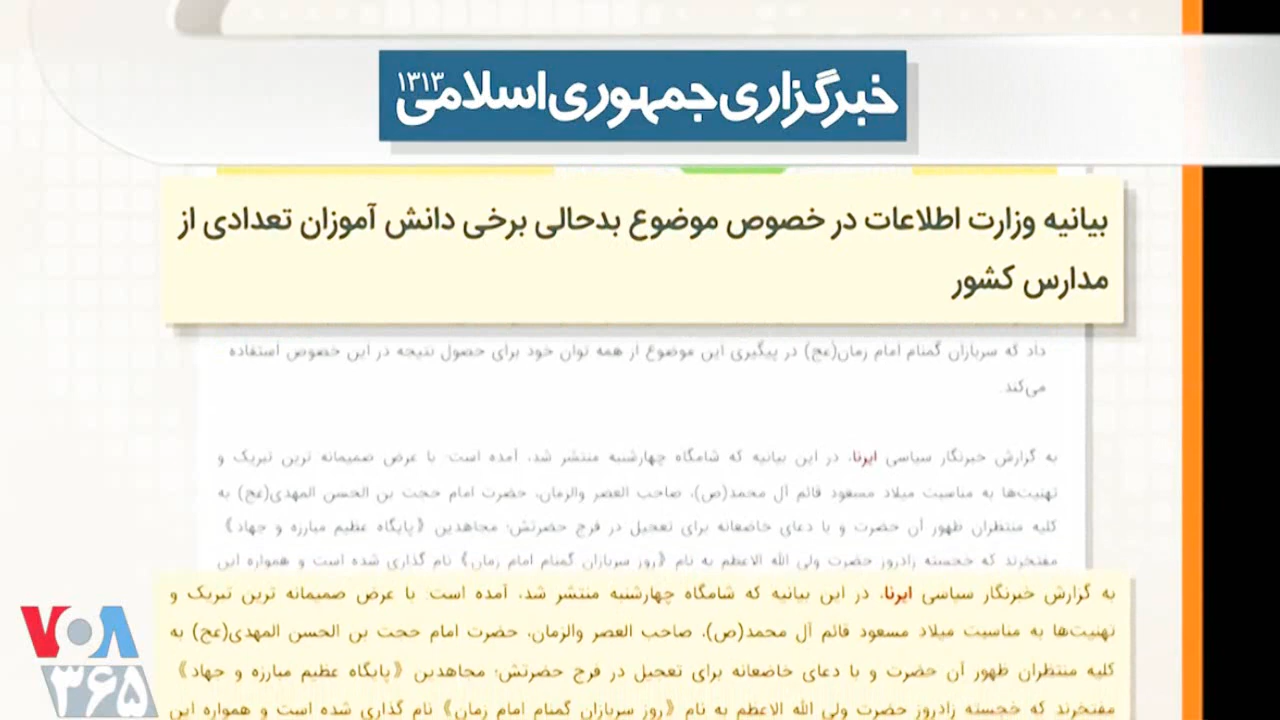 خبرگزاری جمهوری اسلامی ۱۳۱۳
بیانیه وزارت اطلاعات در خصوص موضوع بدحالی برخی دانش آموزان تعدادی از
مدارس کشور
داد که سربازان گمنام امام زمان(عج) در پیگیری این موضوع از همه توان خود برای حصول نتیجه در این خصوص استفاده
می‌کند.
به گزارش خبرنگار سیاسی ایرنا، در این بیانیه که شامگاه چهارشنبه منتشر شد، آمده است: با عرض صمیمانه ترین تبریک و
تهنیت‌ها به مناسبت میلاد مسعود قائم آل محمد(ص)، صاحب العصر والزمان، حضرت امام حجت بن الحسن المهدی(عج) به
کلیه منتظران ظهور آن حضرت و با دعای خاضعانه برای تعجیل در فرج حضرتش؛ مجاهدین《پایگاه عظیم مبارزه و جهاد》
مفتخرند که خجسته زادروز حضرت ولی الله الاعظم به نام《روز سربازان گمنام امام زمان》نام گذاری شده است و همواره این
به گزارش خبرنگار سیاسی ایرنا، در این بیانیه که شامگاه چهارشنبه منتشر شد، آمده است: با عرض صمیمانه ترین تبریک و
تهنیت‌ها به مناسبت میلاد مسعود قائم آل محمد(ص)، صاحب العصر والزمان، حضرت امام حجت بن الحسن المهدی(عج) به
کلیه منتظران ظهور آن حضرت و با دعای خاضعانه برای تعجیل در فرج حضرتش؛ مجاهدین《پایگاه عظیم مبارزه و جهاد》
مفتخرند که خجسته زادروز حضرت ولی الله الاعظم به نام《روز سربازان گمنام امام زمان》نام گذاری شده است و همواره این
VOA
۳۶۵